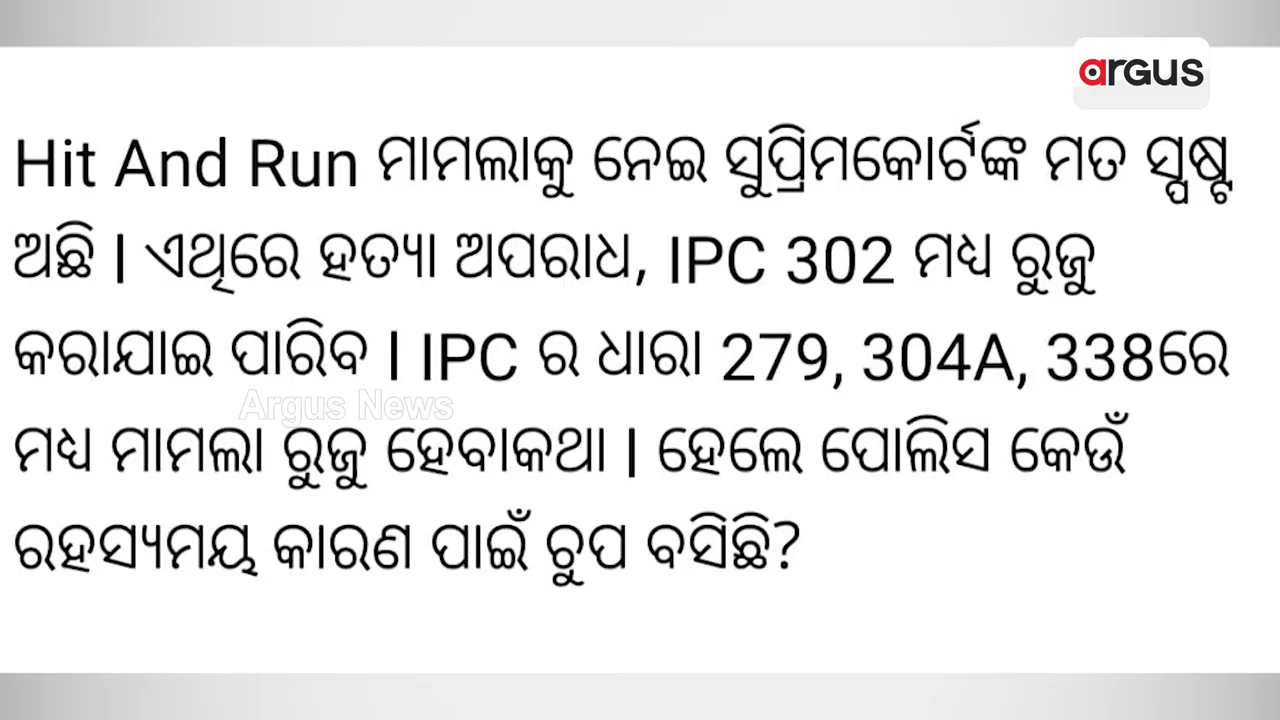 argus
Hit And Run ମାମଲାକୁ ନେଇ ସୁପ୍ରିମକୋର୍ଟଙ୍କ ମତ ସ୍ପଷ୍ଟ
ଅଛି | ଏଥିରେ ହତ୍ୟା ଅପରାଧ, IPC 302 ମଧ୍ୟ ରୁଜୁ
କରାଯାଇ ପାରିବ | IPC ର ଧାରା 279, 304A, 338ରେ
Argus News
ମଧ୍ୟ ମାମଲା ରୁଜୁ ହେବାକଥା | ହେଲେ ପୋଲିସ କେଉଁ
ରହସ୍ୟମୟ କାରଣ ପାଇଁ ଚୁପ ବସିଛି?